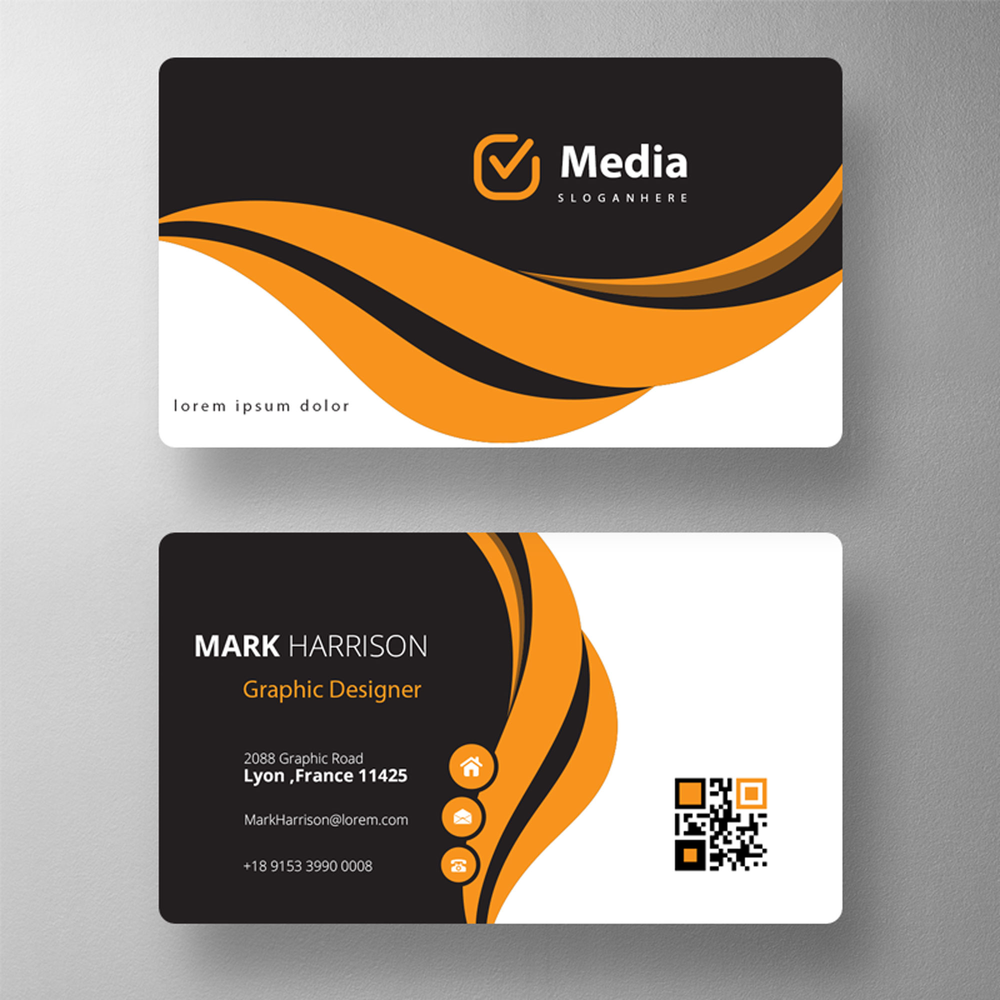 Media
SLOGANHERE
lorem ipsum dolor
MARK HARRISON
Graphic Designer
2088 Graphic Road
Lyon ,France 11425
MarkHarrison@lorem.com
+18 9153 3990 0008